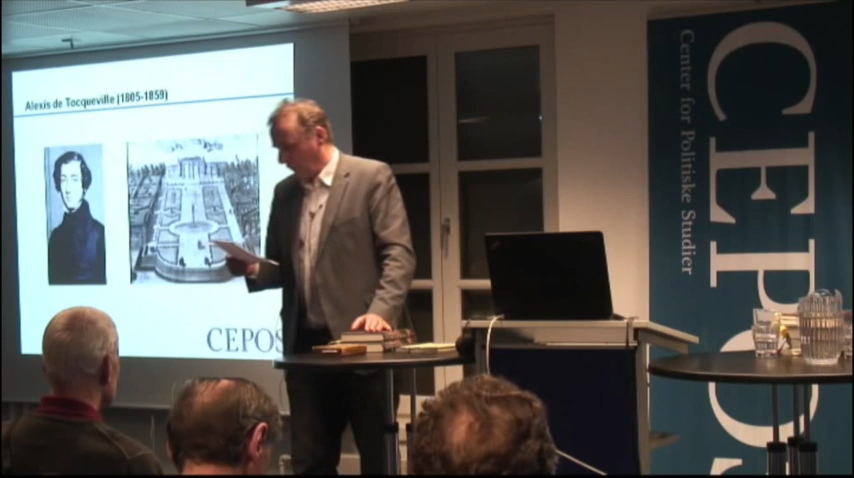 Alexis de Tocqueville (1805-1859)
CEPOS
Center for Politiske Studier
CEPOS